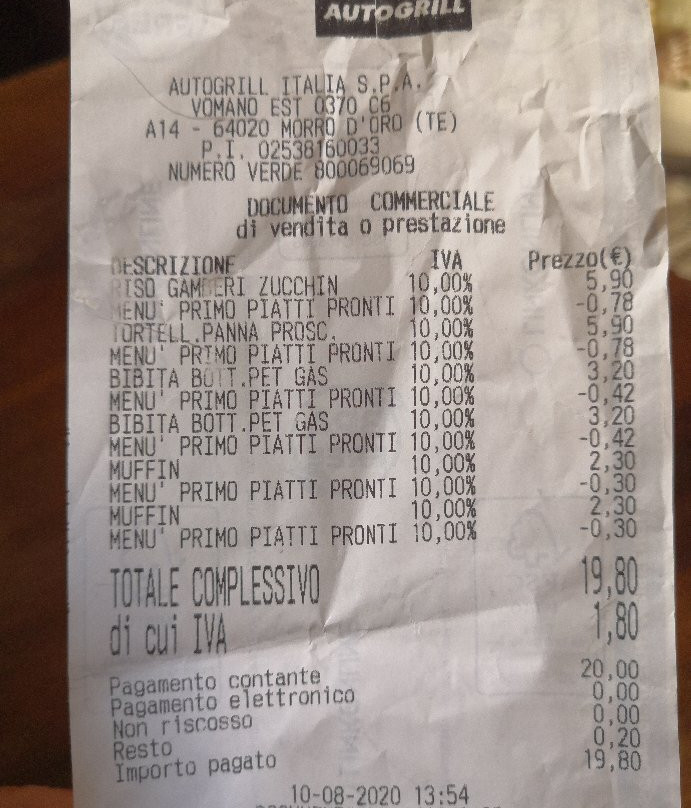 AUTOGRILL
AUTOGRILL ITALIA S.P.A.
VOMANO EST 0370 C6
A14 - 64020 MORRO D'ORO (TE)
P.I. 02538160033
NUMERO VERDE 800069069
DOCUMENTO COMMERCIALE
di vendita o prestazione
DESCRIZIONE IVA Prezzo(€)
RISO GAMBERI ZUCCHIN 10,00% 5,90
MENU' PRIMO PIATTI PRONTI 10,00% -0,78
TORTELL.PANNA PROSC. 10,00% 5,90
MENU' PRIMO PIATTI PRONTI 10,00% -0,78
BIBITA BOTT.PET GAS 10,00% 3,20
MENU' PRIMO PIATTI PRONTI 10,00% -0,42
BIBITA BOTT.PET GAS 10,00% 3,20
MENU' PRIMO PIATTI PRONTI 10,00% -0,42
MUFFIN 10,00% 2,30
MENU' PRIMO PIATTI PRONTI 10,00% -0,30
MUFFIN 10,00% 2,30
MENU' PRIMO PIATTI PRONTI 10,00% -0,30
TOTALE COMPLESSIVO 19,80
di cui IVA 1,80
Pagamento contante 20,00
Pagamento elettronico 0,00
Non riscosso 0,00
Resto 0,20
Importo pagato 19,80
10-08-2020 13:54